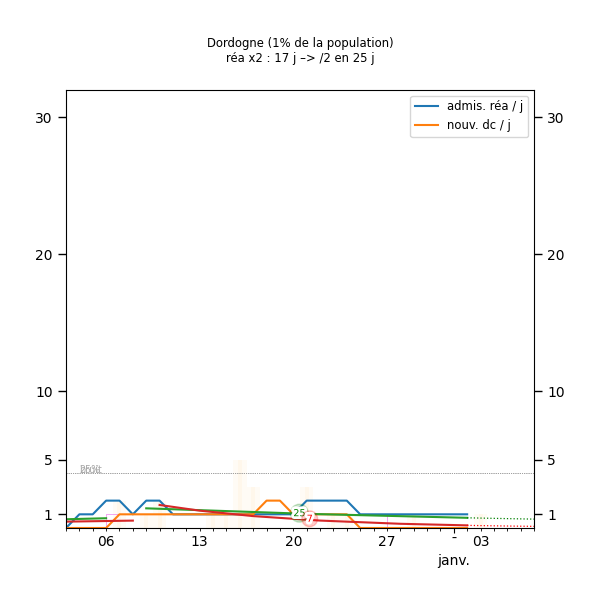 Dordogne (1% de la population)
réa x2 : 17 j –> /2 en 25 j
admis. réa / j
nouv. dc / j
30 30
20 20
10 10
5 5
25
7
1 1
06 13 20 27 - 03
janv.